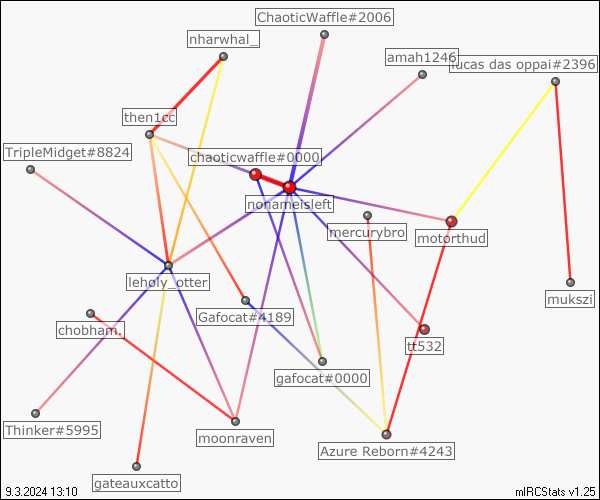 ChaoticWaffle#2006
nharwhal_
amah1246
lucas das oppai#2396
then1cc
TripleMidget#8824
chaoticwaffle#0000
nonameisleft
mercurybro
motorthud
leholy_otter
mukszi
Gafocat#4189
chobham.
tt532
gafocat#0000
Thinker#5995
moonraven
Azure Reborn#4243
gateauxcatto
9.3.2024 13:10
mIRCStats v1.25